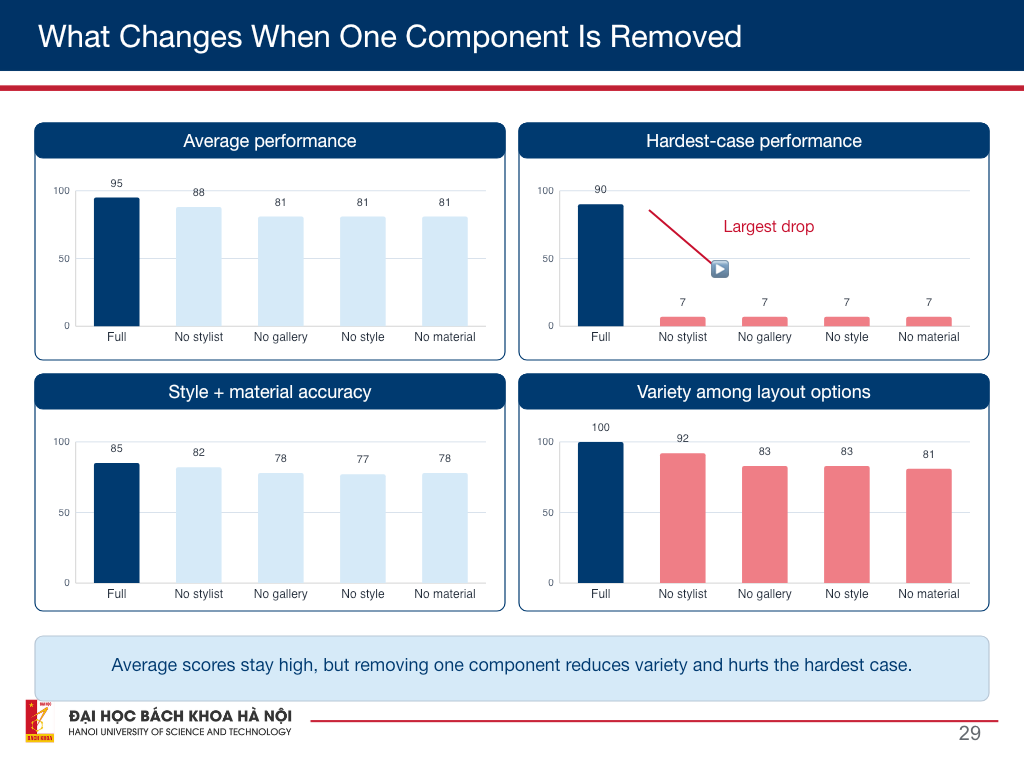 What Changes When One Component Is Removed
Average performance
100
50
0
95
88
81
81
81
Full
No stylist
No gallery
No style
No material
Hardest-case performance
100
50
0
90
Largest drop
7
7
7
7
Full
No stylist
No gallery
No style
No material
Style + material accuracy
100
50
0
85
82
78
77
78
Full
No stylist
No gallery
No style
No material
Variety among layout options
100
50
0
100
92
83
83
81
Full
No stylist
No gallery
No style
No material
Average scores stay high, but removing one component reduces variety and hurts the hardest case.
BÁCH KHOA
ĐẠI HỌC BÁCH KHOA HÀ NỘI
HANOI UNIVERSITY OF SCIENCE AND TECHNOLOGY
29